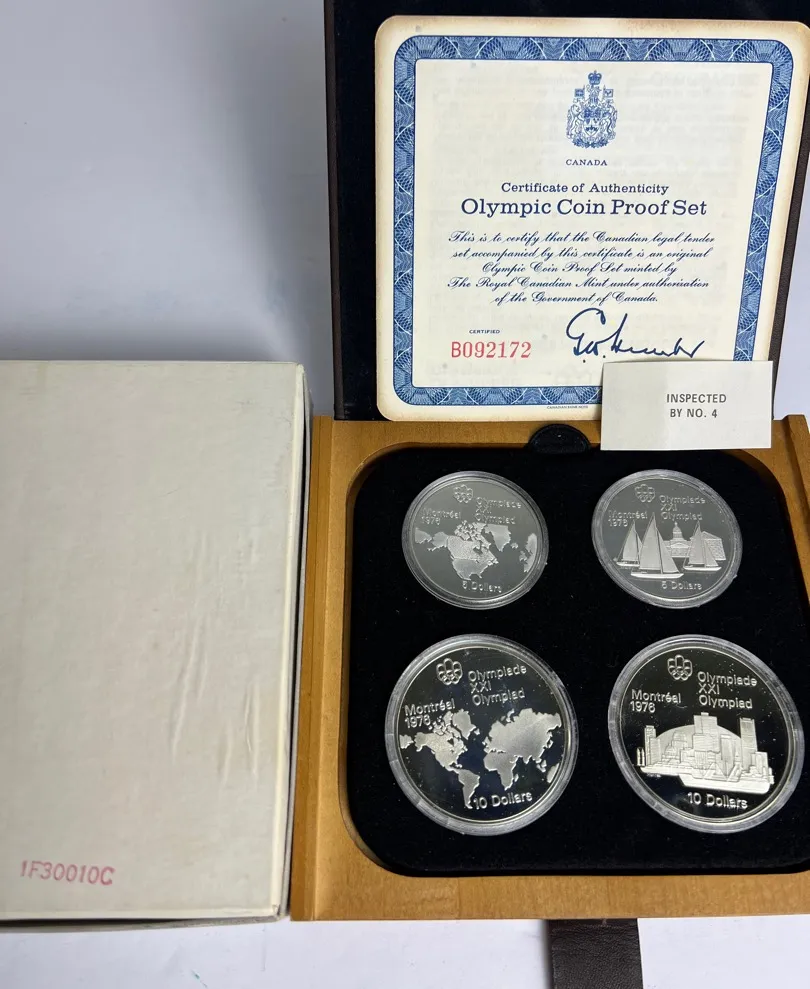 CANADA
Certificate of Authenticity
Olympic Coin Proof Set
This is to certify that the Canadian legal tender
set accompanied by this certificate is an original
Olympic Coin Proof Set minted by
The Royal Canadian Mint under authorisation
of the Government of Canada.
CERTIFIED
B092172
CANADIAN BANK NOTE
INSPECTED
BY NO. 4
Olympiade
XXI
Olympiad
Montréal
1976
5 Dollars
Olympiade
XXI
Olympiad
Montréal
1976
5 Dollars
Olympiade
XXI
Olympiad
Montréal
1976
10 Dollars
Olympiade
XXI
Olympiad
Montréal
1976
10 Dollars
1F30010C